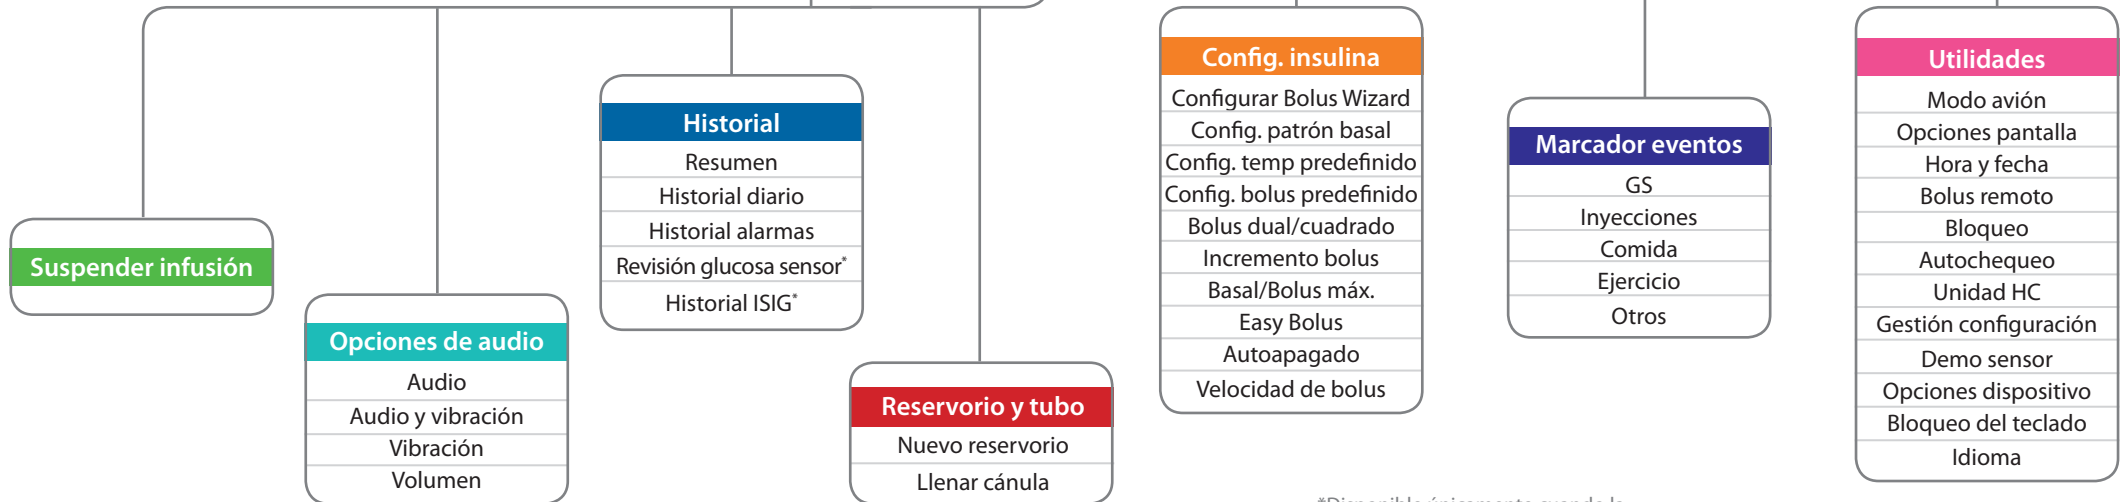 Suspender infusión
Opciones de audio
Audio
Audio y vibración
Vibración
Volumen
Historial
Resumen
Historial diario
Historial alarmas
Revisión glucosa sensor*
Historial ISIG*
Reservorio y tubo
Nuevo reservorio
Llenar cánula
Config. insulina
Configurar Bolus Wizard
Config. patrón basal
Config. temp predefinido
Config. bolus predefinido
Bolus dual/cuadrado
Incremento bolus
Basal/Bolus máx.
Easy Bolus
Autoapagado
Velocidad de bolus
Marcador eventos
GS
Inyecciones
Comida
Ejercicio
Otros
Utilidades
Modo avión
Opciones pantalla
Hora y fecha
Bolus remoto
Bloqueo
Autochequeo
Unidad HC
Gestión configuración
Demo sensor
Opciones dispositivo
Bloqueo del teclado
Idioma
*Disponible únicamente cuando la